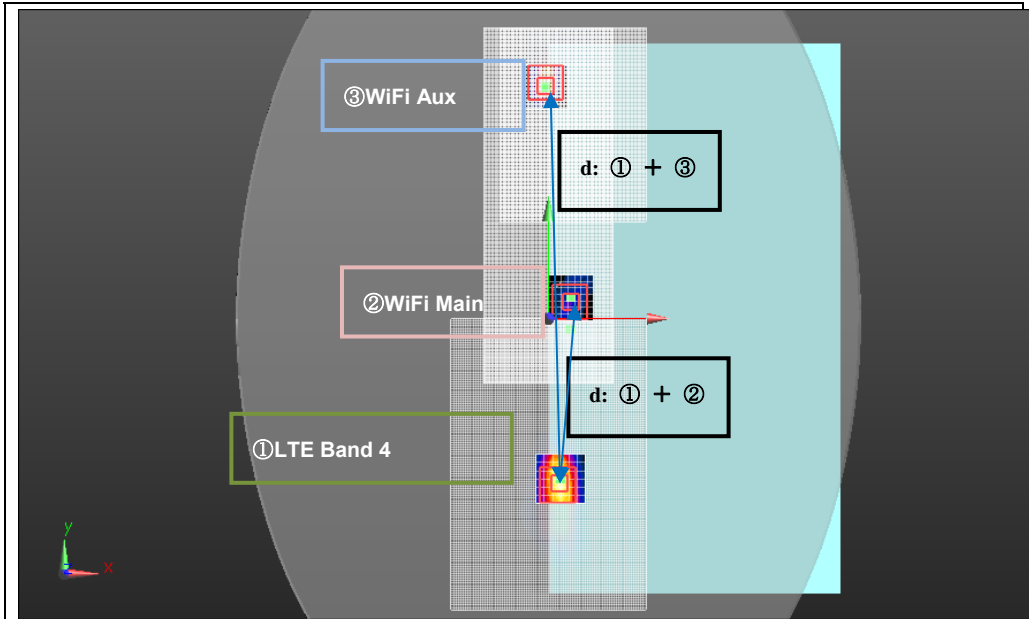 ③WiFi Aux
d: ① + ③
②WiFi Main
d: ① + ②
①LTE Band 4
y
x